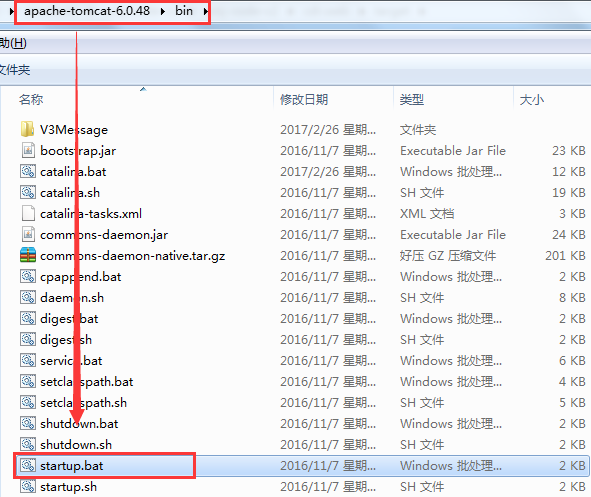 apache-tomcat-6.0.48 bin
助(H)
文件夹
名称 修改日期 类型 大小
V3Message 2017/2/26 星期... 文件夹
bootstrap.jar 2016/11/7 星期... Executable Jar File 23 KB
catalina.bat 2017/2/26 星期... Windows 批处理... 12 KB
catalina.sh 2016/11/7 星期... SH 文件 19 KB
catalina-tasks.xml 2016/11/7 星期... XML 文档 3 KB
commons-daemon.jar 2016/11/7 星期... Executable Jar File 24 KB
commons-daemon-native.tar.gz 2016/11/7 星期... 好压 GZ 压缩文件 201 KB
cpappend.bat 2016/11/7 星期... Windows 批处理... 2 KB
daemon.sh 2016/11/7 星期... SH 文件 8 KB
digest.bat 2016/11/7 星期... Windows 批处理... 2 KB
digest.sh 2016/11/7 星期... SH 文件 2 KB
service.bat 2016/11/7 星期... Windows 批处理... 6 KB
setclasspath.bat 2016/11/7 星期... Windows 批处理... 4 KB
setclasspath.sh 2016/11/7 星期... SH 文件 5 KB
shutdown.bat 2016/11/7 星期... Windows 批处理... 2 KB
shutdown.sh 2016/11/7 星期... SH 文件 2 KB
startup.bat 2016/11/7 星期... Windows 批处理... 2 KB
startup.sh 2016/11/7 星期... SH 文件 2 KB